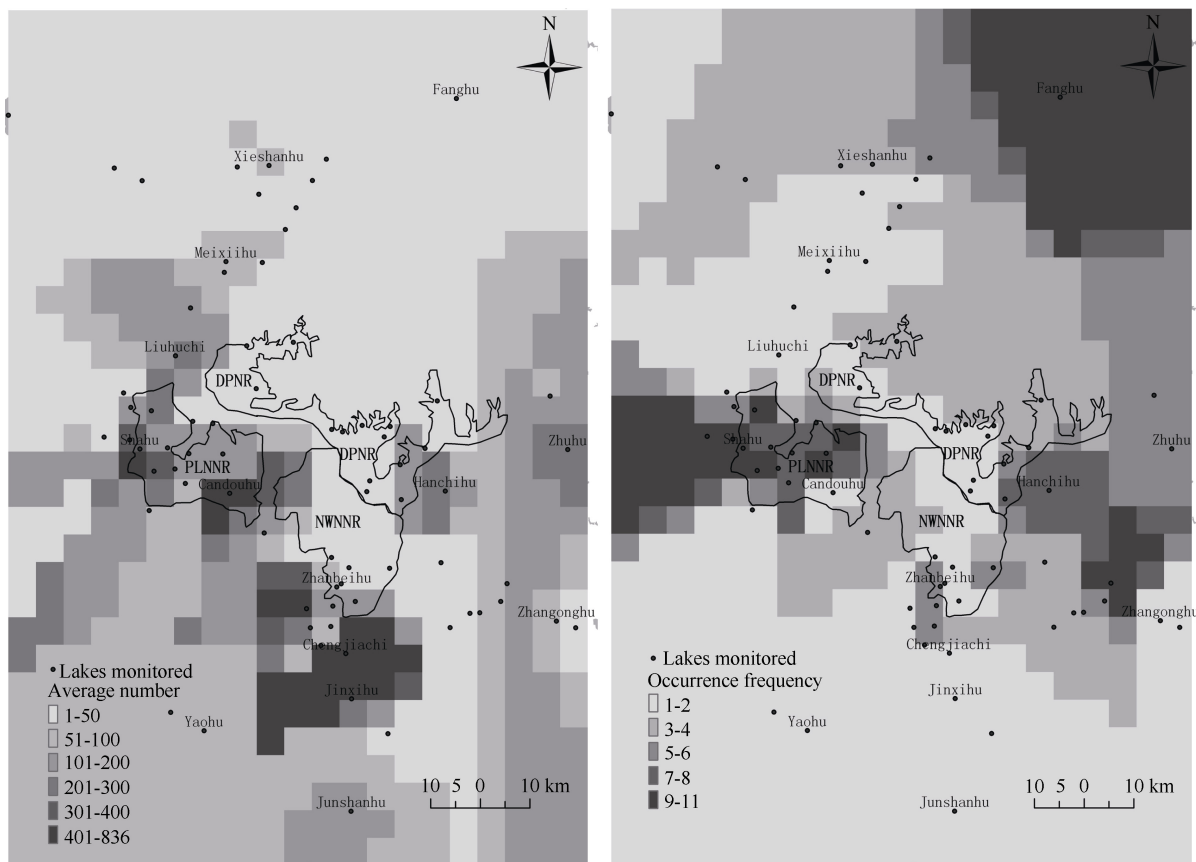 N
Fanghu
Xieshanhu
Meixiihu
Liuhuchi
DPNR
Shahu
DPNR
Zhuhu
PLNNR
Candouhu
Hanchihu
NWNNR
Zhanbeihu
Zhangonghu
Chengjiachi
Lakes monitored
Average number
Jinxihu
1-50
Yaohu
51-100
101-200
10 5 0 10 km
201-300
301-400
Junshanhu
401-836
N
Fanghu
Xieshanhu
Meixiihu
Liuhuchi
DPNR
Shahu
DPNR
Zhuhu
PLNNR
Candouhu
Hanchihu
NWNNR
Zhanbeihu
Zhangonghu
Chengjiachi
Lakes monitored
Occurrence frequency
Jinxihu
1-2
Yaohu
3-4
5-6
10 5 0 10 km
7-8
9-11
Junshanhu